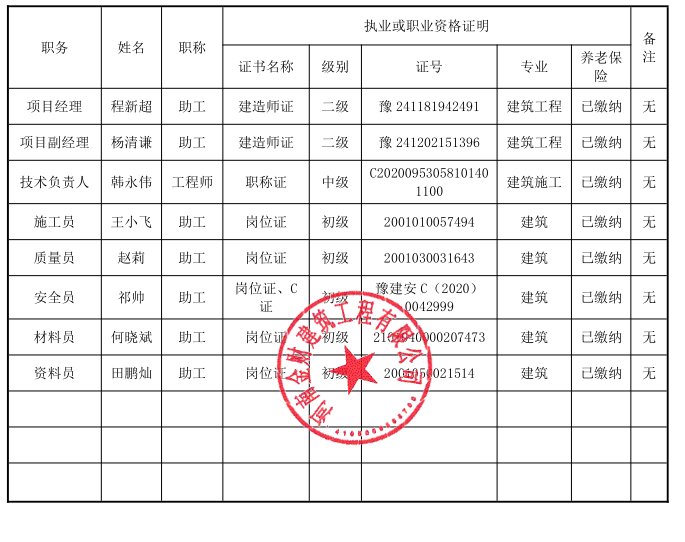 职务 姓名 职称 执业或职业资格证明 备注
证书名称 级别 证号 专业 养老保险
项目经理 程新超 助工 建造师证 二级 豫 241181942491 建筑工程 已缴纳 无
项目副经理 杨清谦 助工 建造师证 二级 豫 241202151396 建筑工程 已缴纳 无
技术负责人 韩永伟 工程师 职称证 中级 C20200953058101401100 建筑施工 已缴纳 无
施工员 王小飞 助工 岗位证 初级 2001010057494 建筑 已缴纳 无
质量员 赵莉 助工 岗位证 初级 2001030031643 建筑 已缴纳 无
安全员 祁帅 助工 岗位证、C证 初级 豫建安 C（2020）0042999 建筑 已缴纳 无
材料员 何晓斌 助工 岗位证 初级 建筑 已缴纳 无
资料员 田鹏灿 助工 岗位证 初级 2001050021514 建筑 已缴纳 无
河南金财建筑工程有限公司